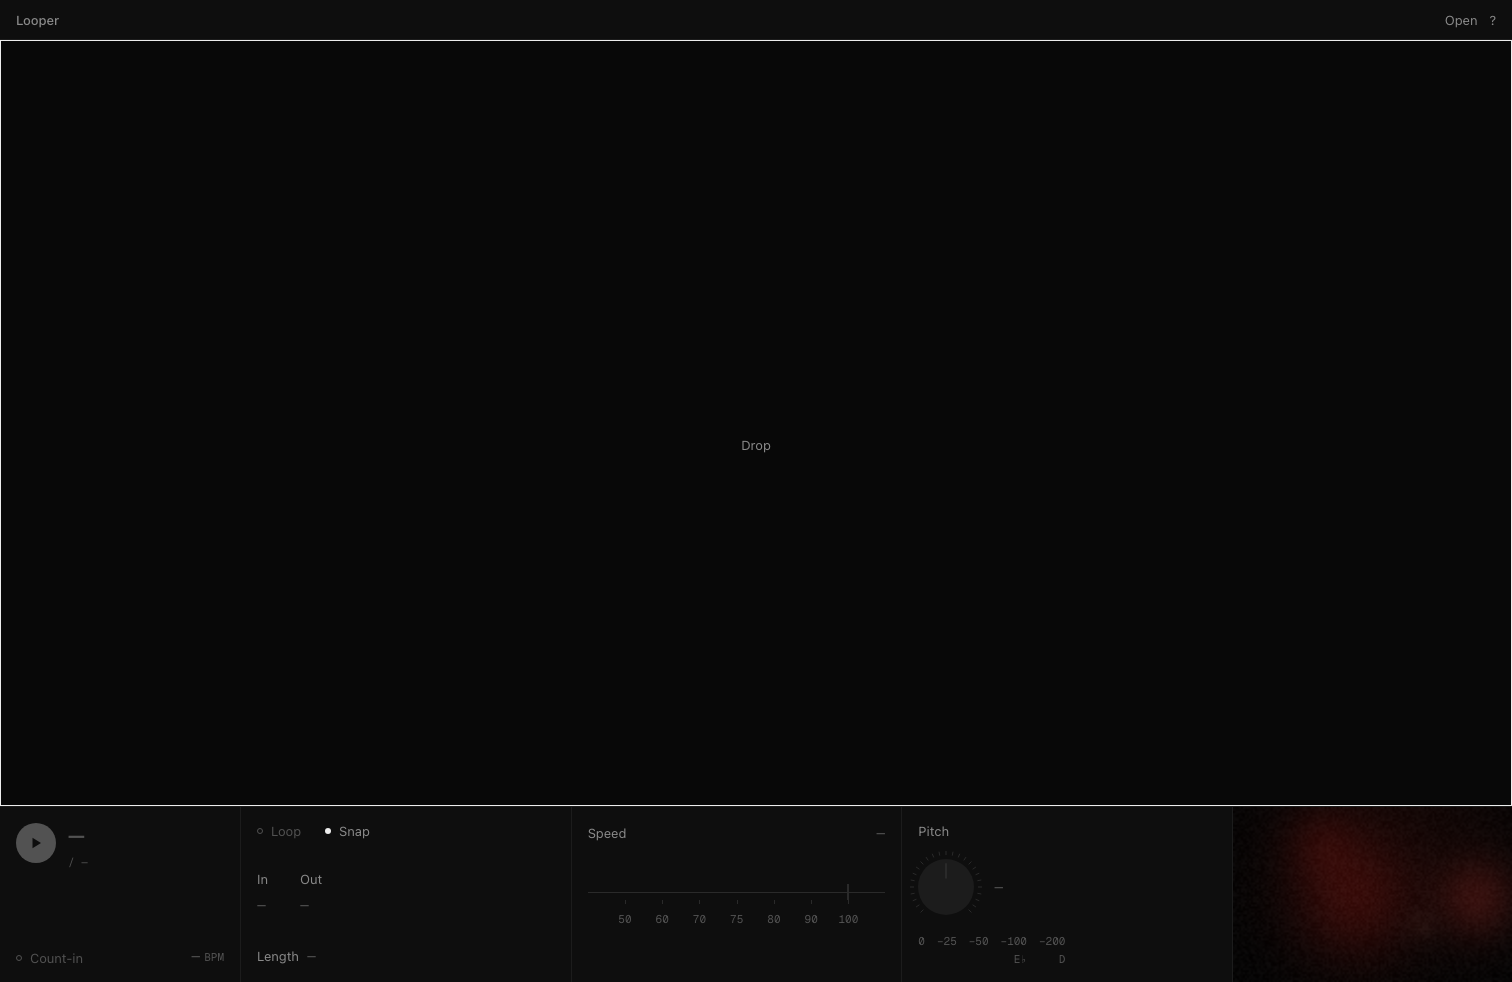 Looper
Open ?
Drop
—
/ –
Count-in
— BPM
Loop Snap
In Out
– –
Length –
Speed –
50 60 70 75 80 90 100
Pitch
–
0 -25 -50 -100 -200
E♭ D